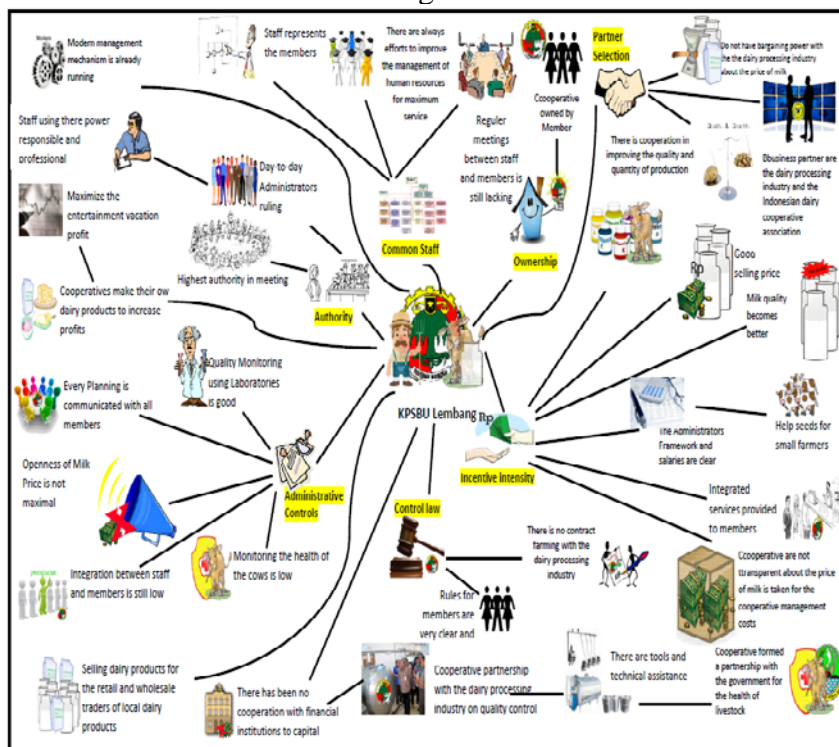 Modern management
mechanism is already
running
Staff represents
the members
There are always
efforts to improve
the management of
human resources
for maximum
service
Reguler
meetings
between staff
and members is
still lacking
Ccooperative
owned by
Member
Partner
Selection
Do not have bargaining power with
the the dairy processing industry
about the price of milk
There is cooperation in
improving the quality and
quantity of production
Dbusiness partner are the
dairy processing
industry and the
Indonesian dairy
cooperative
association
Staff using there power
responsible and
professional
Day-to-day
Administrators
ruling
Maximize the
entertainment vacation
profit
Highest authority in meeting
Common Staff
Ownership
Authority
Cooperatives make their ow
dairy products to increase
profits
Rp
Good
selling price
Milk quality
becomes
better
Quality Monitoring
using Laboratories
is good
Every Planning is
communicated with all
members
KPSBU Lembang
Rp
The Administrators
Framework and
salaries are clear
Help seeds for
small farmers
Openness of Milk
Price is not
maximal
Administrative
Controls
Incentive Intensity
Integrated
services provided
to members
Control law
Monitoring the health of
the cows is low
There is no contract
farming with the
dairy processing
industry
Integration between staff
and members is still low
Rules for
members are
very clear and
Ccooperative are not
ttransparent about the price
of milk is taken for the
cooperative management
costs
Selling dairy products for
the retail and wholesale
traders of local dairy
products
There has been no
cooperation with financial
institutions to capital
Cooperative partnership
with the dairy processing
industry on quality control
There are tools and
technical assistance
Cooperative formed
a partnership with
the government for
the health of
livestock